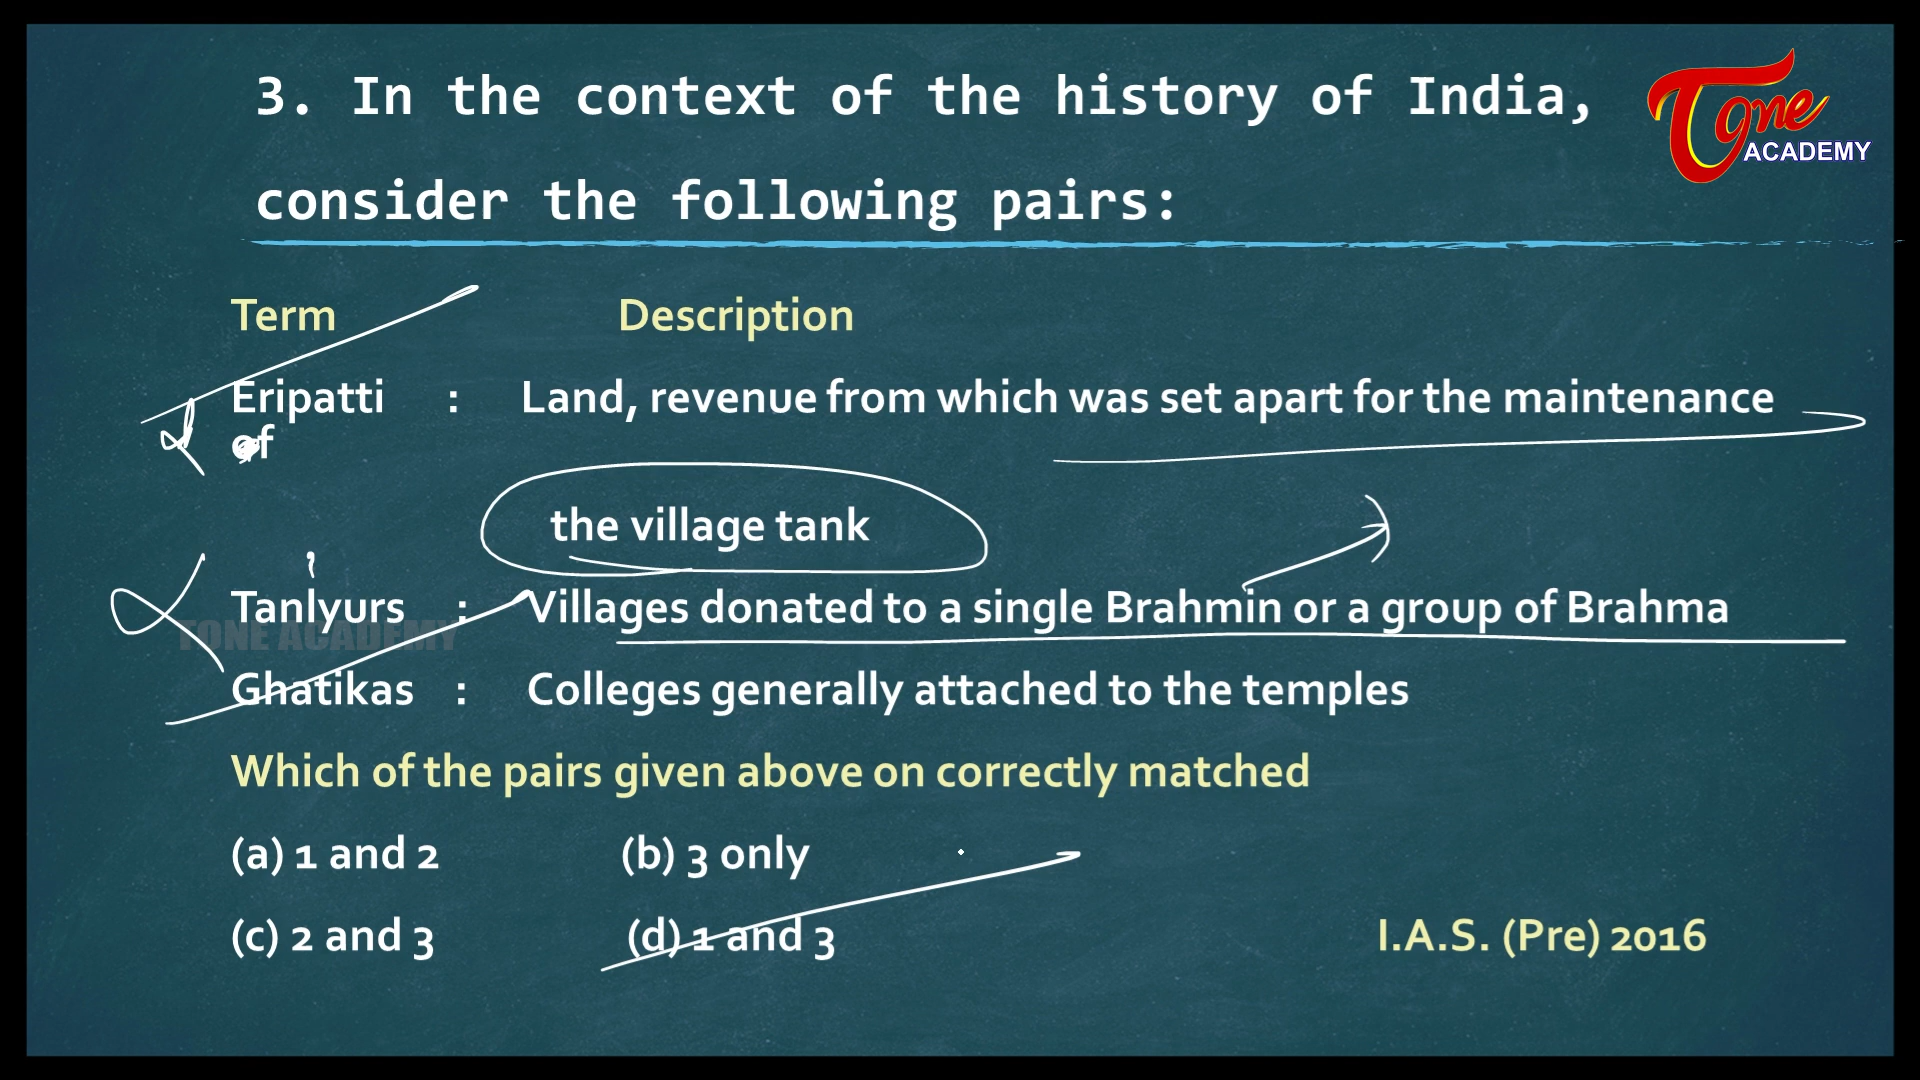 3. In the context of the history of India,
consider the following pairs:
Tone
ACADEMY
Term Description
Eripatti : Land, revenue from which was set apart for the maintenance
of
the village tank
Tanlyurs : Villages donated to a single Brahmin or a group of Brahma
TONE ACADEMY
Ghatikas : Colleges generally attached to the temples
Which of the pairs given above on correctly matched
(a) 1 and 2 (b) 3 only
(c) 2 and 3 (d) 1 and 3 I.A.S. (Pre) 2016